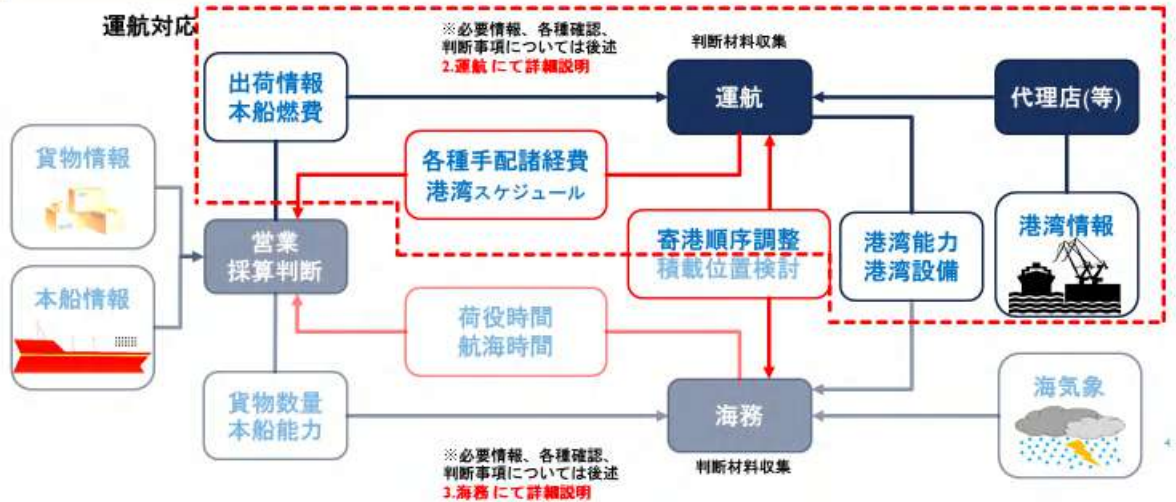 運航対応
※必要情報、各種確認、
判断事項については後述
2.運航 にて詳細説明
判断材料収集
出荷情報
本船燃費
運航
代理店(等)
貨物情報
各種手配諸経費
港湾スケジュール
営業
採算判断
寄港順序調整
積載位置検討
港湾能力
港湾設備
港湾情報
本船情報
荷役時間
航海時間
貨物数量
本船能力
海務
海気象
※必要情報、各種確認、
判断事項については後述
3.海務 にて詳細説明
判断材料収集
4